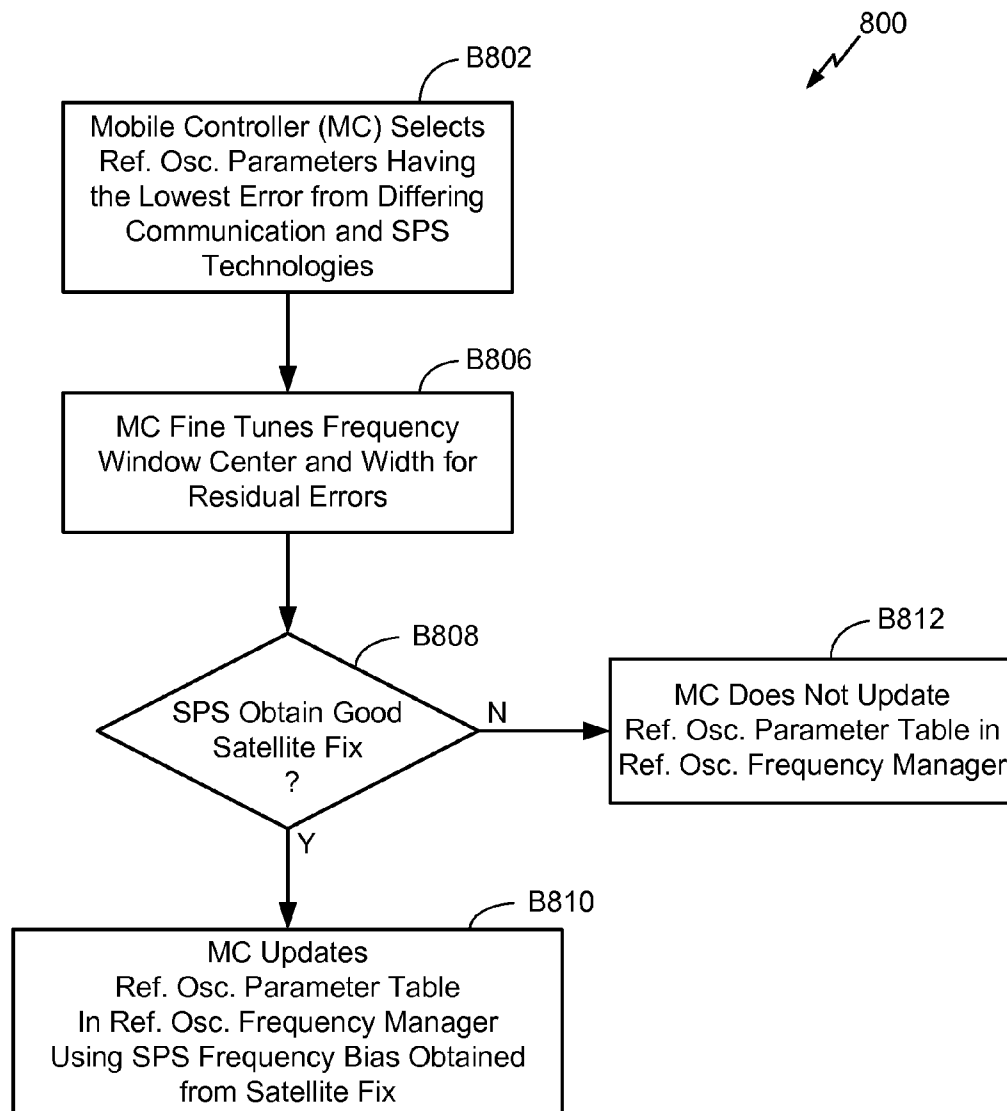 800
B802
Mobile Controller (MC) Selects
Ref. Osc. Parameters Having
the Lowest Error from Differing
Communication and SPS
Technologies
B806
MC Fine Tunes Frequency
Window Center and Width for
Residual Errors
B808
SPS Obtain Good
Satellite Fix
?
N
B812
MC Does Not Update
Ref. Osc. Parameter Table in
Ref. Osc. Frequency Manager
Y
B810
MC Updates
Ref. Osc. Parameter Table
In Ref. Osc. Frequency Manager
Using SPS Frequency Bias Obtained
from Satellite Fix